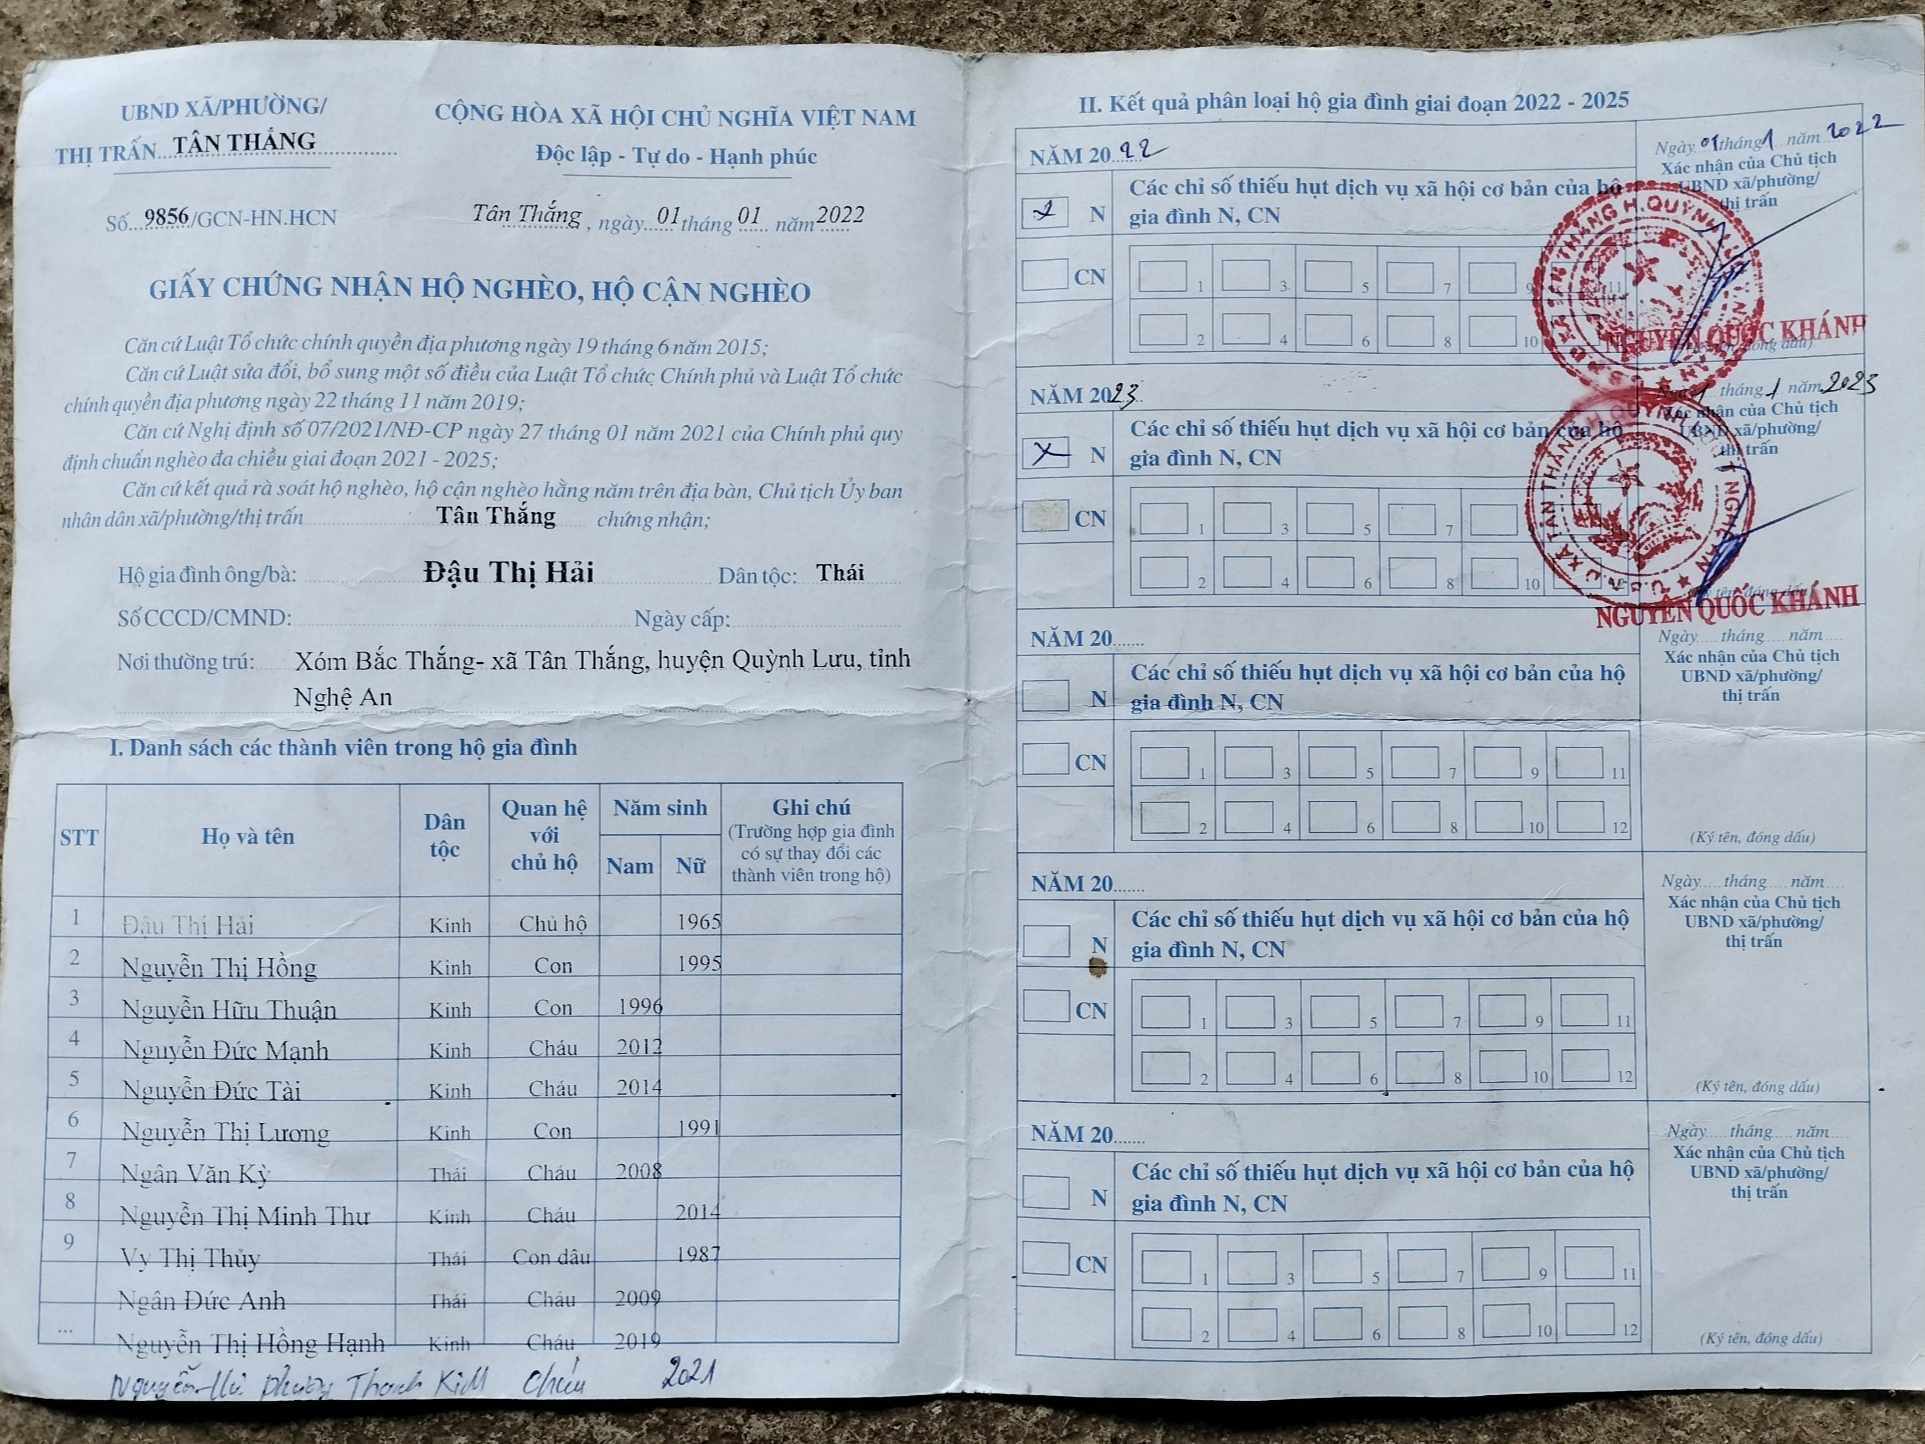 UBND XÃ/PHƯỜNG/
THỊ TRẤN TÂN THẮNG
CỘNG HÒA XÃ HỘI CHỦ NGHĨA VIỆT NAM
Độc lập - Tự do - Hạnh phúc
Số 9856/GCN-HN.HCN
Tân Thắng, ngày 01 tháng 01 năm 2022
GIẤY CHỨNG NHẬN HỘ NGHÈO, HỘ CẬN NGHÈO
Căn cứ Luật Tổ chức chính quyền địa phương ngày 19 tháng 6 năm 2015;
Căn cứ Luật sửa đổi, bổ sung một số điều của Luật Tổ chức Chính phủ và Luật Tổ chức
chính quyền địa phương ngày 22 tháng 11 năm 2019;
Căn cứ Nghị định số 07/2021/NĐ-CP ngày 27 tháng 01 năm 2021 của Chính phủ quy
định chuẩn nghèo đa chiều giai đoạn 2021 - 2025;
Căn cứ kết quả rà soát hộ nghèo, hộ cận nghèo hằng năm trên địa bàn, Chủ tịch Ủy ban
nhân dân xã/phường/thị trấn Tân Thắng chứng nhận;
Hộ gia đình ông/bà: Đậu Thị Hải Dân tộc: Thái
Số CCCD/CMND: Ngày cấp:
Nơi thường trú: Xóm Bắc Thắng- xã Tân Thắng, huyện Quỳnh Lưu, tỉnh
Nghệ An
I. Danh sách các thành viên trong hộ gia đình
STT Họ và tên Dân tộc Quan hệ với chủ hộ Năm sinh Nam Nữ Ghi chú (Trường hợp gia đình có sự thay đổi các thành viên trong hộ)
1 Đậu Thí Hải Kinh Chủ hộ 1965
2 Nguyễn Thị Hồng Kinh Con 1995
3 Nguyễn Hữu Thuận Kinh Con 1996
4 Nguyễn Đức Mạnh Kinh Cháu 2012
5 Nguyễn Đức Tài Kinh Cháu 2014
6 Nguyễn Thị Lương Kinh Con 1991
7 Ngân Văn Kỳ Thái Cháu 2008
8 Nguyễn Thị Minh Thư Kinh Cháu 2014
9 Vy Thị Thủy Thái Con dâu 1987
Ngân Đức Anh Thái Cháu 2009
... Nguyễn Thị Hồng Hạnh Kinh Cháu 2019
Nguyễn Thanh 2021
II. Kết quả phân loại hộ gia đình giai đoạn 2022 - 2025
NĂM 2022
N
Các chỉ số thiếu hụt dịch vụ xã hội cơ bản của hộ
gia đình N, CN
CN
1 3 5 7 9 11
2 4 6 8 10
Ngày 01 tháng 1 năm 2022
Xác nhận của Chủ tịch
UBND xã/phường/
thị trấn
NGUYỄN QUỐC KHÁNH
NĂM 2023
X N
Các chỉ số thiếu hụt dịch vụ xã hội cơ bản của hộ
gia đình N, CN
CN
1 3 5 7
2 4 6 8 10
1 tháng 1 năm 2023
Xác nhận của Chủ tịch
UBND xã/phường/
thị trấn
NGUYỄN QUỐC KHÁNH
NĂM 20
N
Các chỉ số thiếu hụt dịch vụ xã hội cơ bản của hộ
gia đình N, CN
CN
1 3 5 7 9 11
2 4 6 8 10 12
Ngày tháng năm
Xác nhận của Chủ tịch
UBND xã/phường/
thị trấn
(Ký tên, đóng dấu)
NĂM 20
N
Các chỉ số thiếu hụt dịch vụ xã hội cơ bản của hộ
gia đình N, CN
CN
1 3 5 7 9 11
2 4 6 8 10 12
Ngày tháng năm
Xác nhận của Chủ tịch
UBND xã/phường/
thị trấn
(Ký tên, đóng dấu)
NĂM 20
N
Các chỉ số thiếu hụt dịch vụ xã hội cơ bản của hộ
gia đình N, CN
CN
1 3 5 7 9 11
2 4 6 8 10 12
Ngày tháng năm
Xác nhận của Chủ tịch
UBND xã/phường/
thị trấn
(Ký tên, đóng dấu)